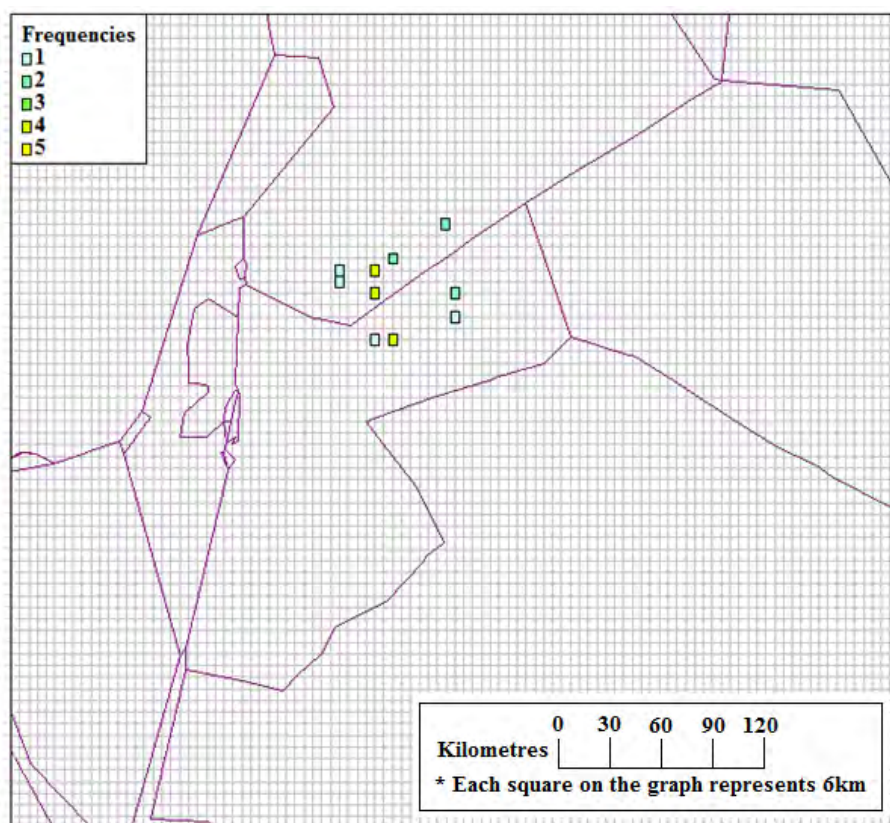 Frequencies
1
2
3
4
5
0 30 60 90 120
Kilometres
* Each square on the graph represents 6km